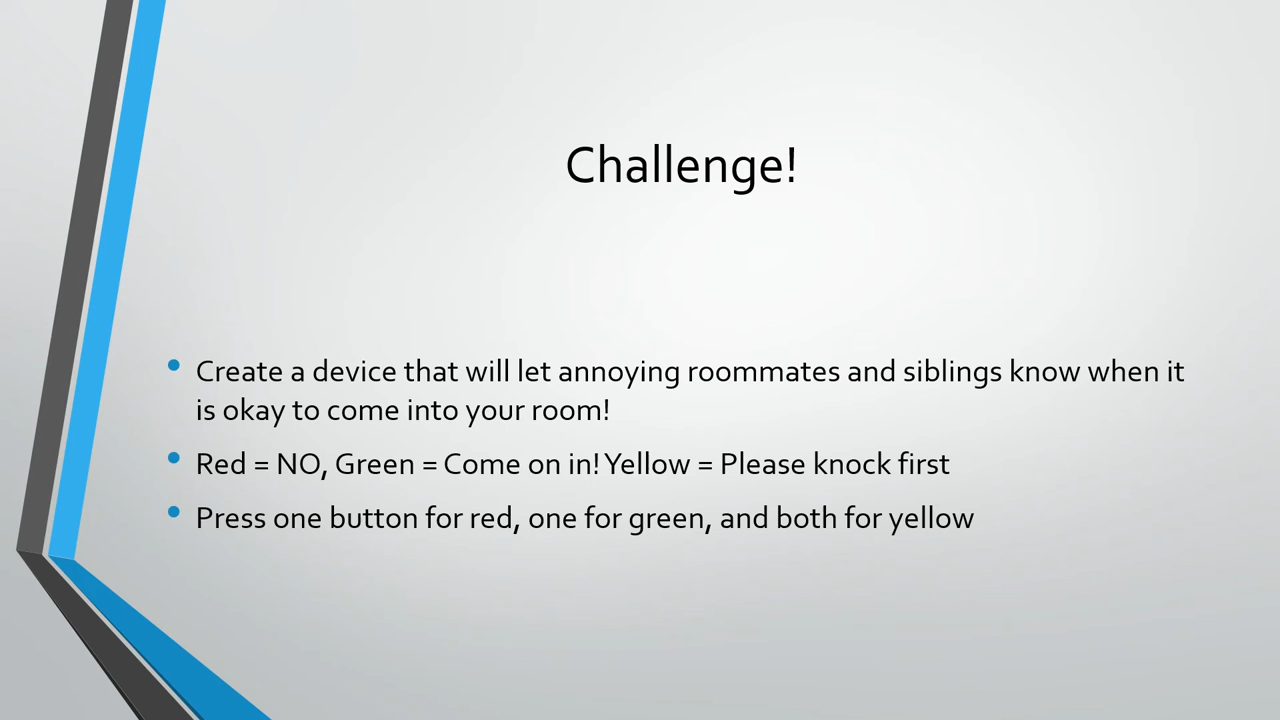 Challenge!
Create a device that will let annoying roommates and siblings know when it
is okay to come into your room!
Red = NO, Green = Come on in! Yellow = Please knock first
Press one button for red, one for green, and both for yellow